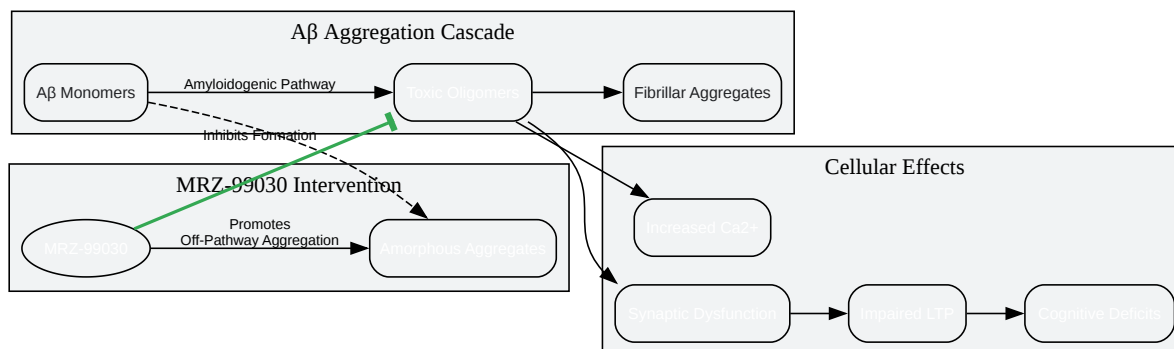 Aβ Aggregation Cascade
Aβ Monomers
Amyloidogenic Pathway
Toxic Oligomers
Fibrillar Aggregates
Inhibits Formation
MRZ-99030 Intervention
MRZ-99030
Promotes
Off-Pathway Aggregation
Amorphous Aggregates
Cellular Effects
Increased Ca2+
Synaptic Dysfunction
Impaired LTP
Cognitive Deficits